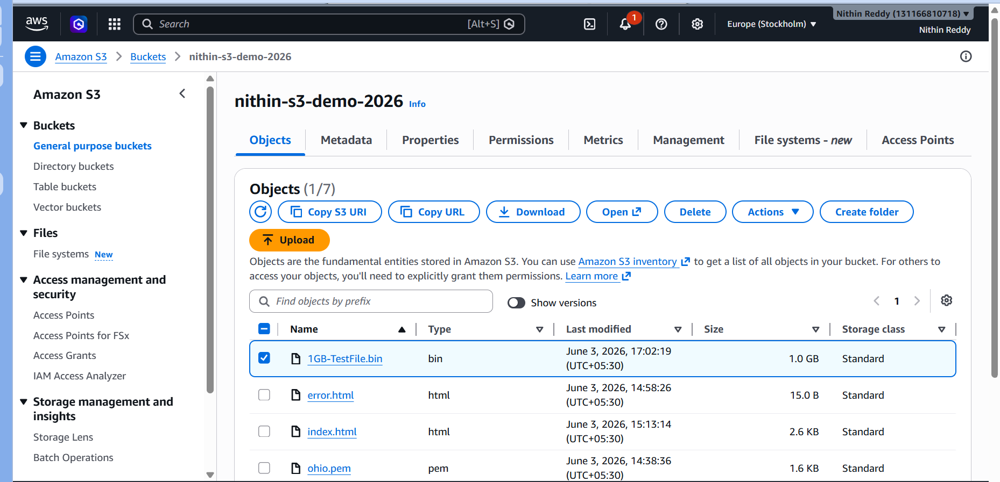 aws
Search
[Alt+S]
1
Europe (Stockholm)
Nithin Reddy (131166810718)
Nithin Reddy
Amazon S3
Buckets
nithin-s3-demo-2026
Amazon S3
Buckets
General purpose buckets
Directory buckets
Table buckets
Vector buckets
Files
File systems New
Access management and
security
Access Points
Access Points for FSx
Access Grants
IAM Access Analyzer
Storage management and
insights
Storage Lens
Batch Operations
nithin-s3-demo-2026 Info
Objects Metadata Properties Permissions Metrics Management File systems - new Access Points
Objects (1/7)
Copy S3 URI Copy URL Download Open Delete Actions Create folder
Upload
Objects are the fundamental entities stored in Amazon S3. You can use Amazon S3 inventory to get a list of all objects in your bucket. For others to
access your objects, you'll need to explicitly grant them permissions. Learn more
Find objects by prefix
Show versions
1
Name Type Last modified Size Storage class
1GB-TestFile.bin bin June 3, 2026, 17:02:19 (UTC+05:30) 1.0 GB Standard
error.html html June 3, 2026, 14:58:26 (UTC+05:30) 15.0 B Standard
index.html html June 3, 2026, 15:13:14 (UTC+05:30) 2.6 KB Standard
ohio.pem pem June 3, 2026, 14:38:36 (UTC+05:30) 1.6 KB Standard